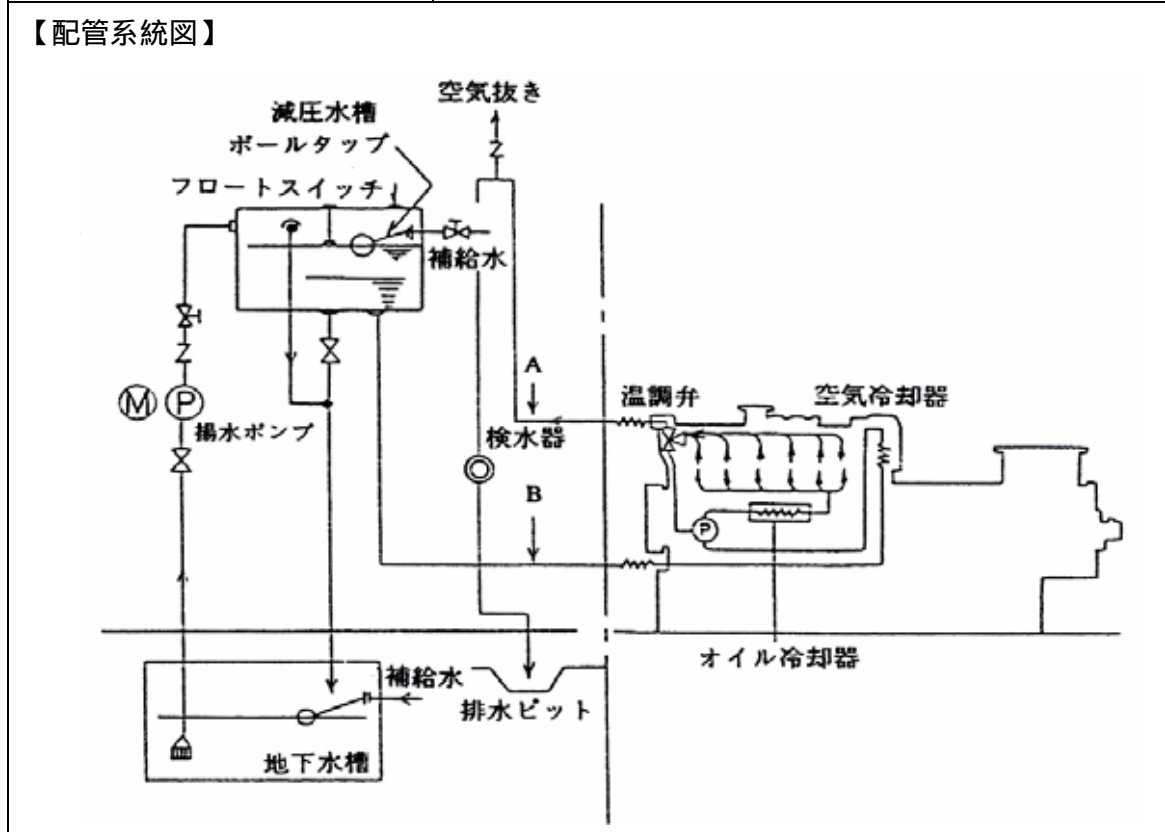 【配管系統図】
空気抜き
減圧水槽
ボールタップ
フロートスイッチ
補給水
A
温調弁
空気冷却器
M
P
揚水ポンプ
検水器
B
P
オイル冷却器
補給水
排水ピット
地下水槽